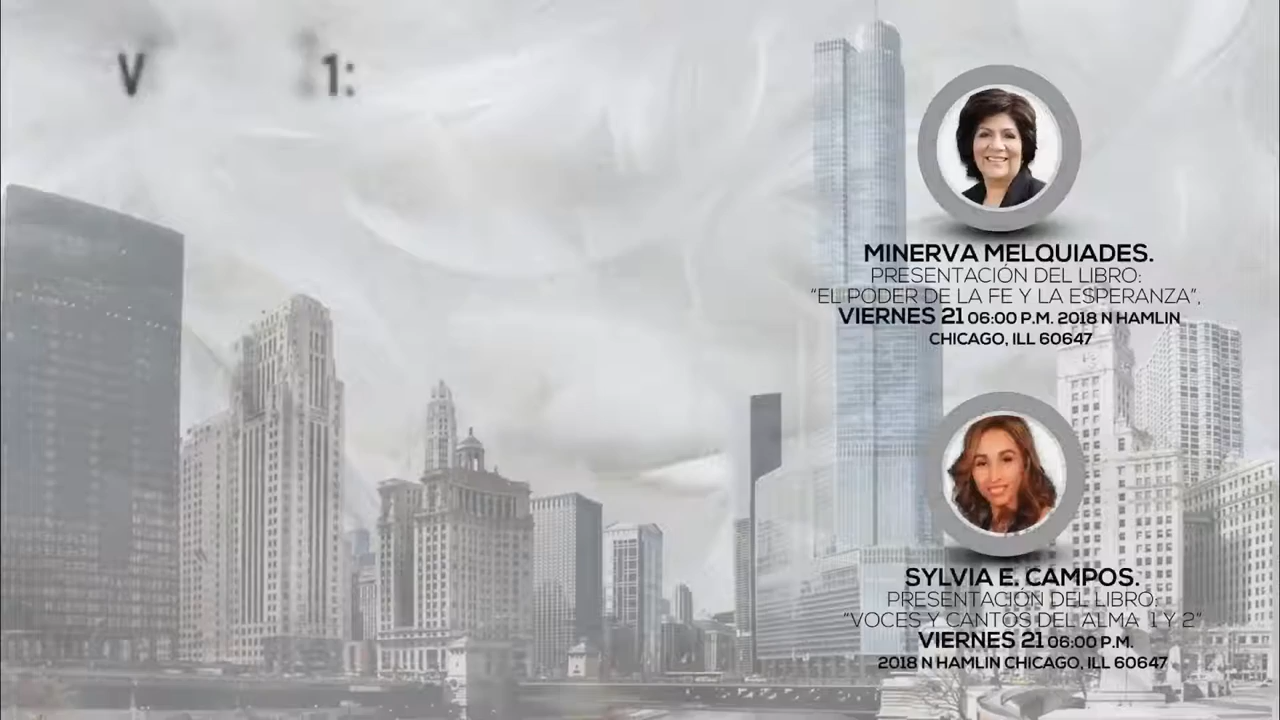 V 1:
MINERVA MELQUIADES.
PRESENTACIÓN DEL LIBRO:
“EL PODER DE LA FE Y LA ESPERANZA”,
VIERNES 21 06:00 P.M. 2018 N HAMLIN
CHICAGO, ILL 60647
SYLVIA E. CAMPOS.
PRESENTACIÓN DEL LIBRO:
“VOCES Y CANTOS DEL ALMA 1 Y 2”
VIERNES 21 06:00 P.M.
2018 N HAMLIN CHICAGO, ILL 60647